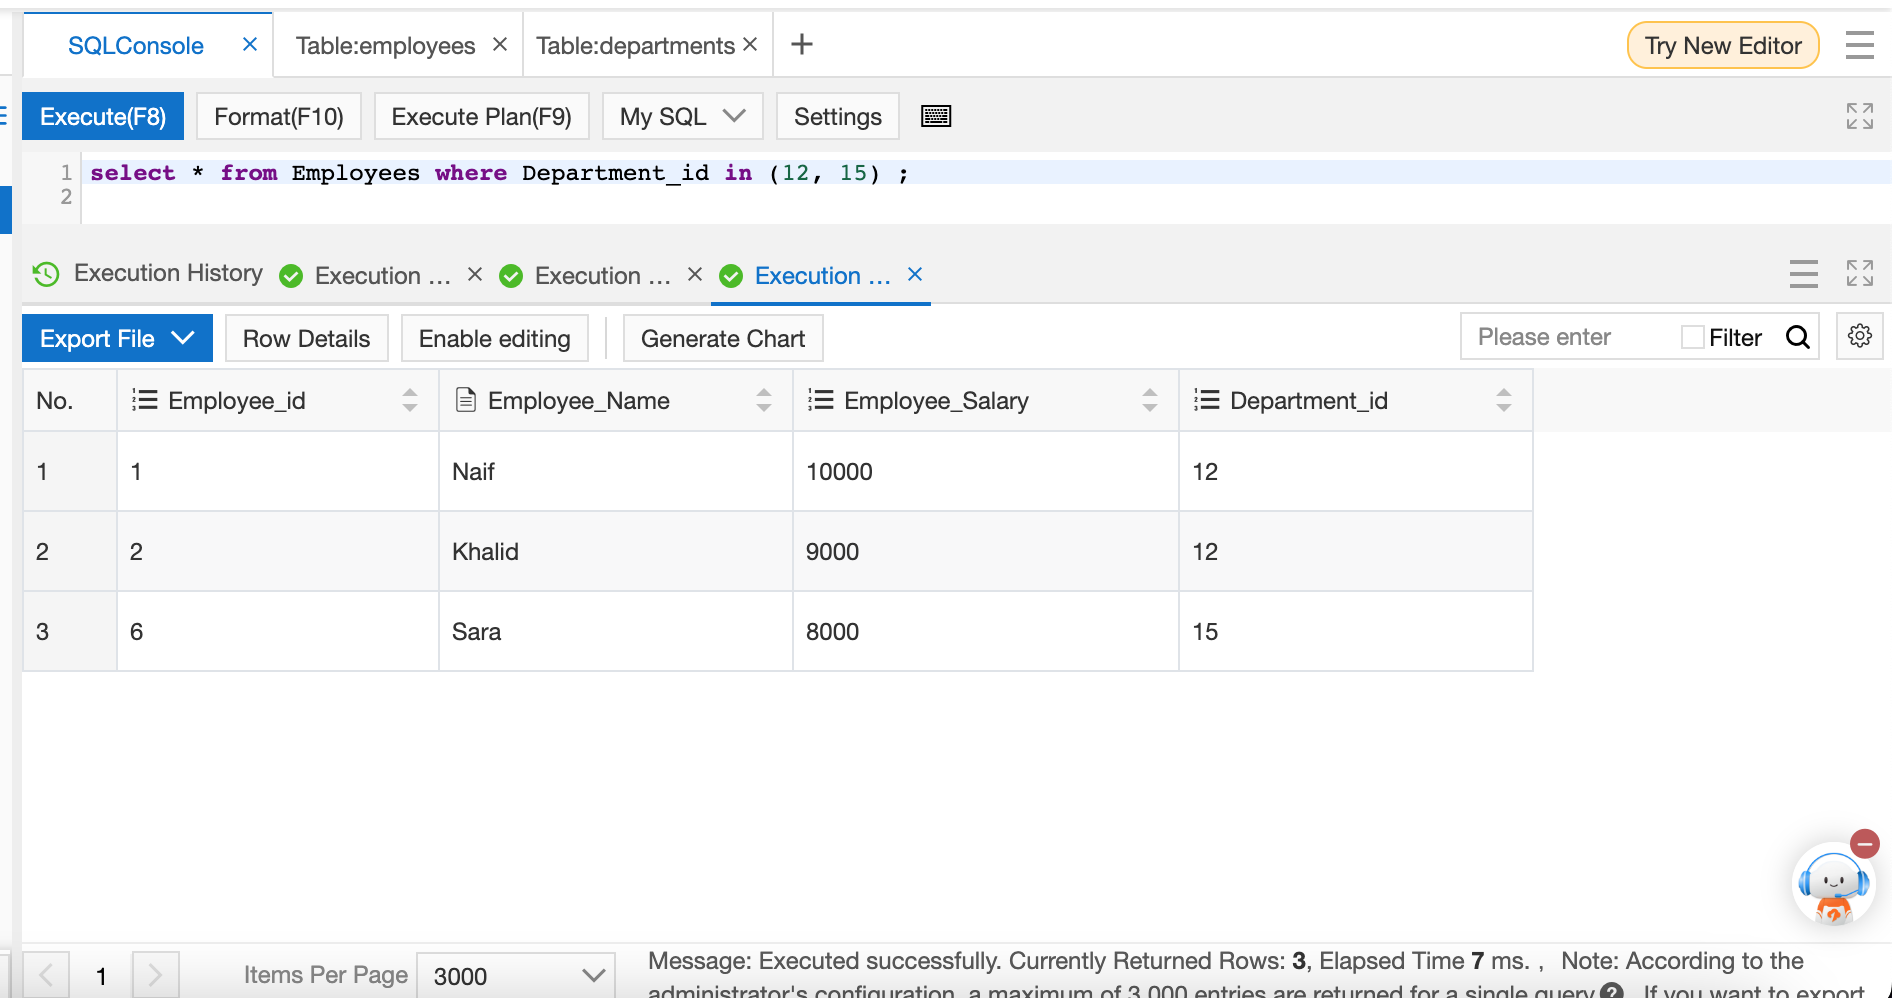 SQLConsole × Table:employees × Table:departments × + Try New Editor
Execute(F8) Format(F10) Execute Plan(F9) My SQL Settings
1 select * from Employees where Department_id in (12, 15) ;
2
Execution History Execution ... × Execution ... × Execution ... ×
Export File Row Details Enable editing Generate Chart Please enter Filter
No. Employee_id Employee_Name Employee_Salary Department_id
1 1 Naif 10000 12
2 2 Khalid 9000 12
3 6 Sara 8000 15
1 Items Per Page 3000 Message: Executed successfully. Currently Returned Rows: 3, Elapsed Time 7 ms. , Note: According to the
administrator's configuration, a maximum of 3,000 entries are returned for a single query ? . If you want to export